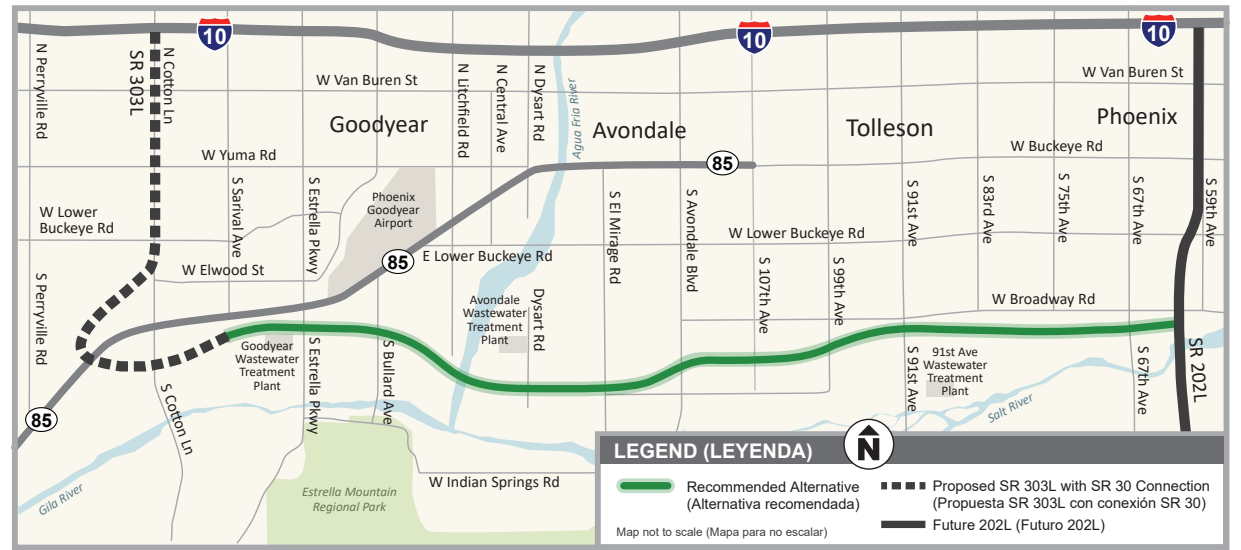 10
10
10
N Perryville Rd
SR 303L
N Cotton Ln
W Van Buren St
N Litchfield Rd
N Central Ave
N Dysart Rd
Agua Fria River
W Van Buren St
Goodyear
Avondale
Tolleson
Phoenix
W Yuma Rd
85
W Buckeye Rd
W Lower
Buckeye Rd
S Sarival Ave
S Estrella Pkwy
Phoenix
Goodyear
Airport
S El Mirage Rd
S Avondale Blvd
S 91st Ave
S 83rd Ave
S 75th Ave
S 67th Ave
S 59th Ave
W Lower Buckeye Rd
85
E Lower Buckeye Rd
W Elwood St
S 107th Ave
S 99th Ave
S Perryville Rd
Avondale
Wastewater
Treatment
Plant
Dysart Rd
W Broadway Rd
Goodyear
Wastewater
Treatment
Plant
S Estrella Pkwy
S Bullard Ave
S 91st Ave
91st Ave
Wastewater
Treatment
Plant
S 67th Ave
SR 202L
85
S Cotton Ln
Salt River
Gila River
Estrella Mountain
Regional Park
W Indian Springs Rd
LEGEND (LEYENDA)
N
Recommended Alternative
(Alternativa recomendada)
Proposed SR 303L with SR 30 Connection
(Propuesta SR 303L con conexión SR 30)
Future 202L (Futuro 202L)
Map not to scale (Mapa para no escalar)